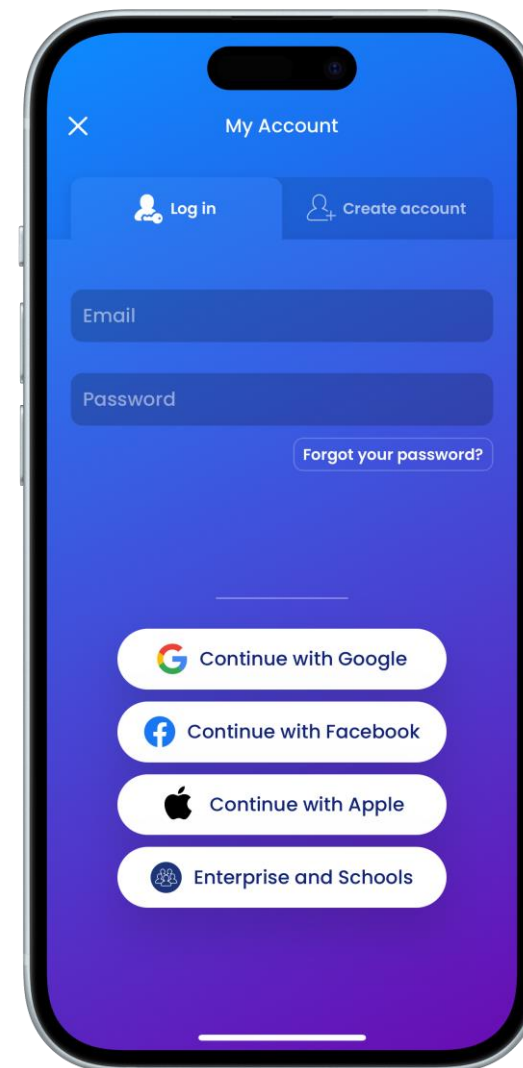 My Account
Log in
Create account
Email
Password
Forgot your password?
Continue with Google
Continue with Facebook
Continue with Apple
Enterprise and Schools